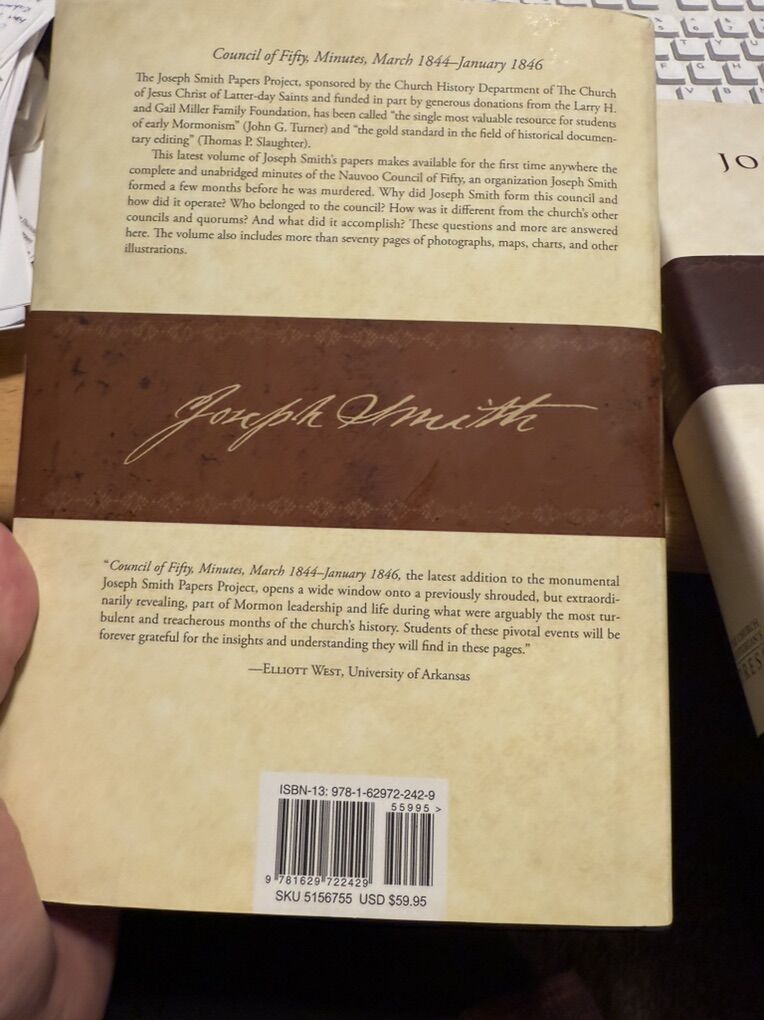 Council of Fifty, Minutes, March 1844–January 1846
The Joseph Smith Papers Project, sponsored by the Church History Department of The Church
of Jesus Christ of Latter-day Saints and funded in part by generous donations from the Larry H.
and Gail Miller Family Foundation, has been called “the single most valuable resource for students
of early Mormonism” (John G. Turner) and “the gold standard in the field of historical documen-
tary editing” (Thomas P. Slaughter).
This latest volume of Joseph Smith’s papers makes available for the first time anywhere the
complete and unabridged minutes of the Nauvoo Council of Fifty, an organization Joseph Smith
formed a few months before he was murdered. Why did Joseph Smith form this council and
how did it operate? Who belonged to the council? How was it different from the church’s other
councils and quorums? And what did it accomplish? These questions and more are answered
here. The volume also includes more than seventy pages of photographs, maps, charts, and other
illustrations.
Joseph Smith
“Council of Fifty, Minutes, March 1844–January 1846, the latest addition to the monumental
Joseph Smith Papers Project, opens a wide window onto a previously shrouded, but extraordi-
narily revealing, part of Mormon leadership and life during what were arguably the most tur-
bulent and treacherous months of the church’s history. Students of these pivotal events will be
forever grateful for the insights and understanding they will find in these pages.”
—Elliott West, University of Arkansas
ISBN-13: 978-1-62972-242-9
55995 >
9 781629 722429
SKU 5156755 USD $59.95
JO